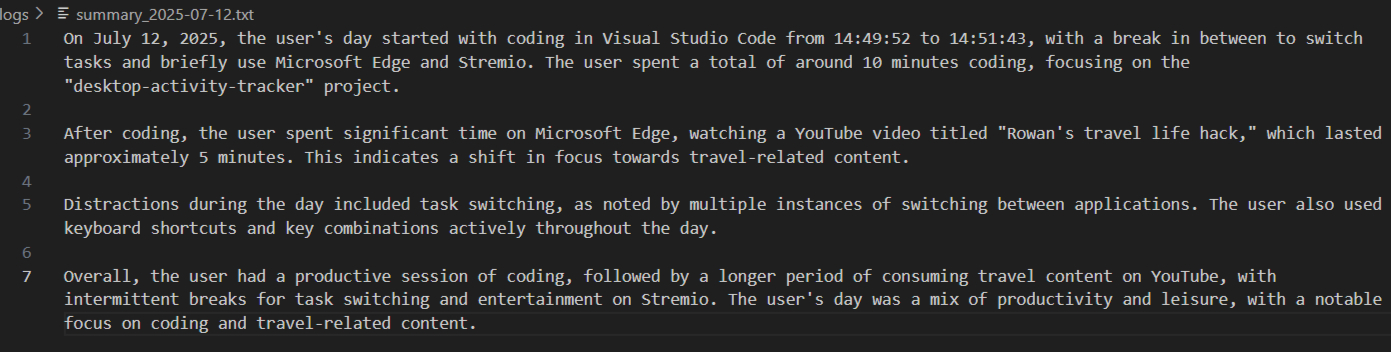 logs > summary_2025-07-12.txt
1 On July 12, 2025, the user's day started with coding in Visual Studio Code from 14:49:52 to 14:51:43, with a break in between to switch
tasks and briefly use Microsoft Edge and Stremio. The user spent a total of around 10 minutes coding, focusing on the
"desktop-activity-tracker" project.
2
3 After coding, the user spent significant time on Microsoft Edge, watching a YouTube video titled "Rowan's travel life hack," which lasted
approximately 5 minutes. This indicates a shift in focus towards travel-related content.
4
5 Distractions during the day included task switching, as noted by multiple instances of switching between applications. The user also used
keyboard shortcuts and key combinations actively throughout the day.
6
7 Overall, the user had a productive session of coding, followed by a longer period of consuming travel content on YouTube, with
intermittent breaks for task switching and entertainment on Stremio. The user's day was a mix of productivity and leisure, with a notable
focus on coding and travel-related content.